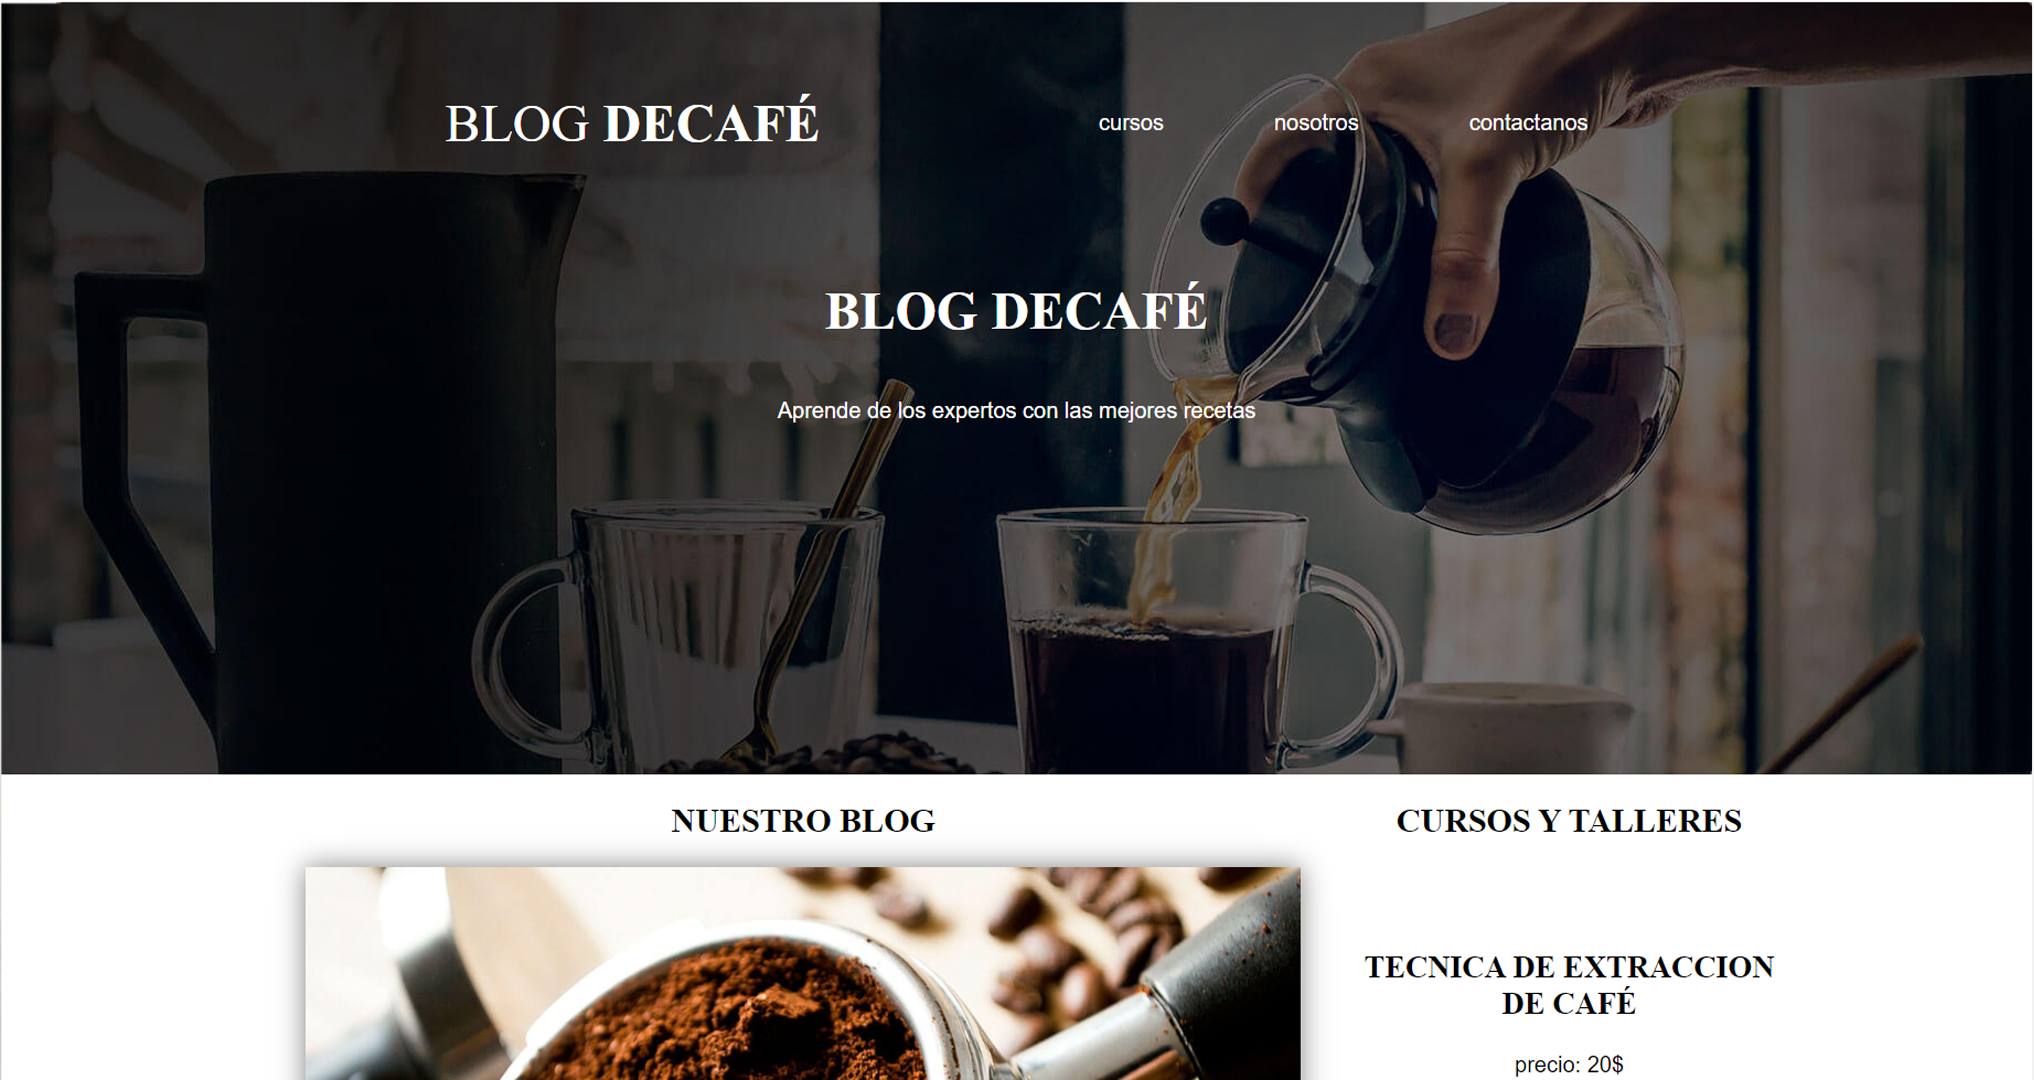 BLOG DECAFÉ
cursos
nosotros
contactanos
BLOG DECAFÉ
Aprende de los expertos con las mejores recetas
NUESTRO BLOG
CURSOS Y TALLERES
TECNICA DE EXTRACCION
DE CAFÉ
precio: 20$